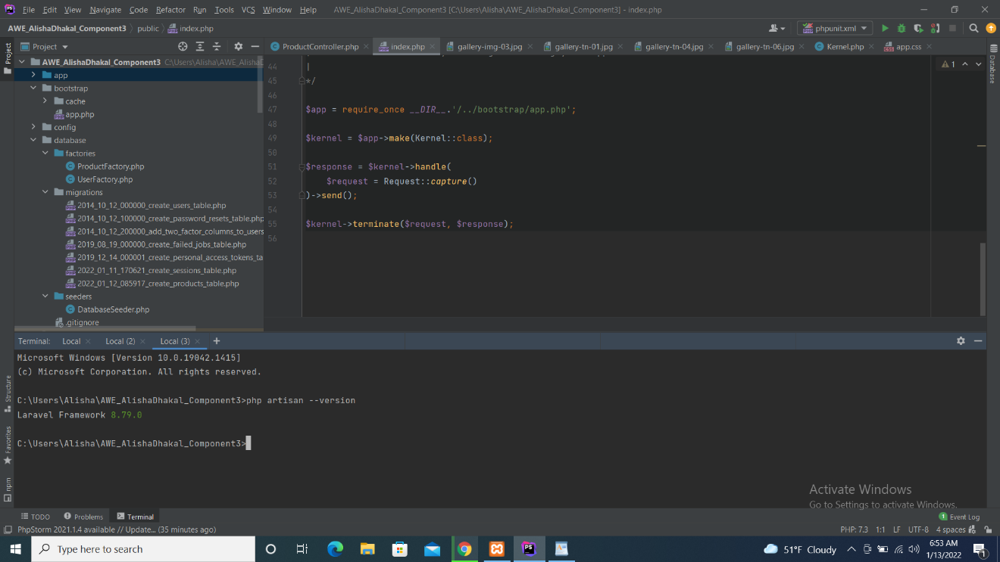 File Edit View Navigate Code Refactor Run Tools VCS Window Help AWE_AlishaDhakal_Component3 [C:\Users\Alisha\AWE_AlishaDhakal_Component3] - index.php
AWE_AlishaDhakal_Component3 public index.php phpunit.xml
Project
Project
ProductController.php index.php gallery-img-03.jpg gallery-tn-01.jpg gallery-tn-04.jpg gallery-tn-06.jpg Kernel.php app.css
Database
AWE_AlishaDhakal_Component3 C:\Users\Alisha\AWE_AlishaD
app
bootstrap
cache
app.php
config
database
factories
ProductFactory.php
UserFactory.php
migrations
2014_10_12_000000_create_users_table.php
2014_10_12_100000_create_password_resets_table.php
2014_10_12_200000_add_two_factor_columns_to_users
2019_08_19_000000_create_failed_jobs_table.php
2019_12_14_000001_create_personal_access_tokens_ta
2022_01_11_170621_create_sessions_table.php
2022_01_12_085917_create_products_table.php
seeders
DatabaseSeeder.php
.gitignore
44 |
45 */
46
47 $app = require_once __DIR__.'/../bootstrap/app.php';
48
49 $kernel = $app->make(Kernel::class);
50
51 $response = $kernel->handle(
52 $request = Request::capture()
53 )->send();
54
55 $kernel->terminate($request, $response);
56
1
Terminal: Local Local (2) Local (3) +
Microsoft Windows [Version 10.0.19042.1415]
(c) Microsoft Corporation. All rights reserved.
C:\Users\Alisha\AWE_AlishaDhakal_Component3>php artisan --version
Laravel Framework 8.79.0
C:\Users\Alisha\AWE_AlishaDhakal_Component3>
Structure
Favorites
npm
Activate Windows
Go to Settings to activate Windows.
TODO Problems Terminal 1 Event Log
PhpStorm 2021.1.4 available // Update... (35 minutes ago) PHP: 7.3 1:1 LF UTF-8 4 spaces
Type here to search
PS
51°F Cloudy
6:53 AM
1/13/2022
1